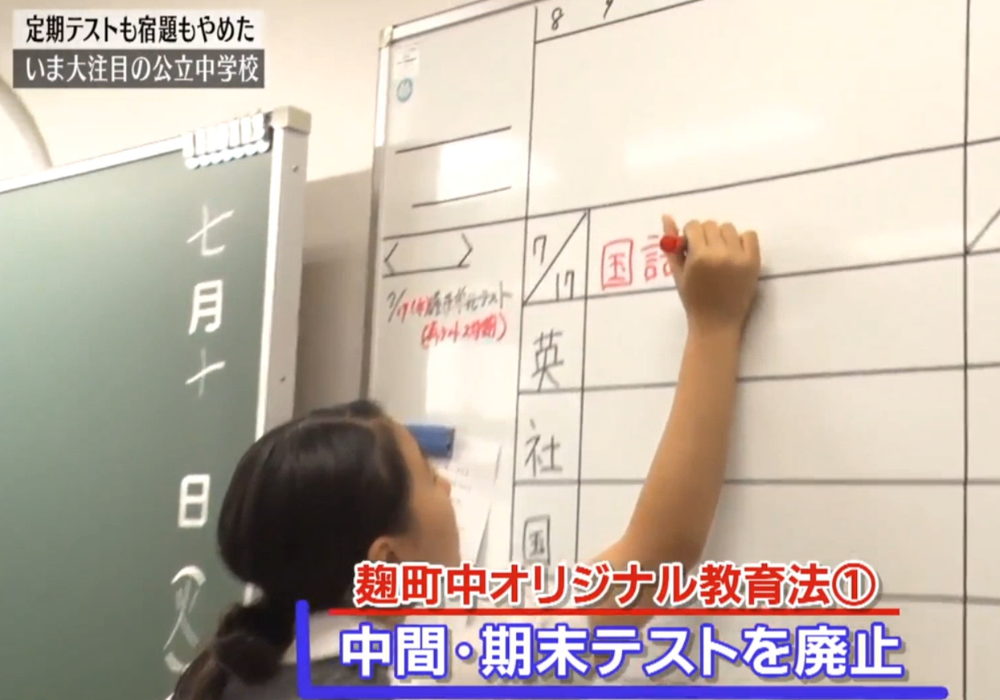 定期テストも宿題もやめた
いま大注目の公立中学校
七月十日(火)
8 9
7/17 国語
英
社
国
麹町中オリジナル教育法①
中間・期末テストを廃止